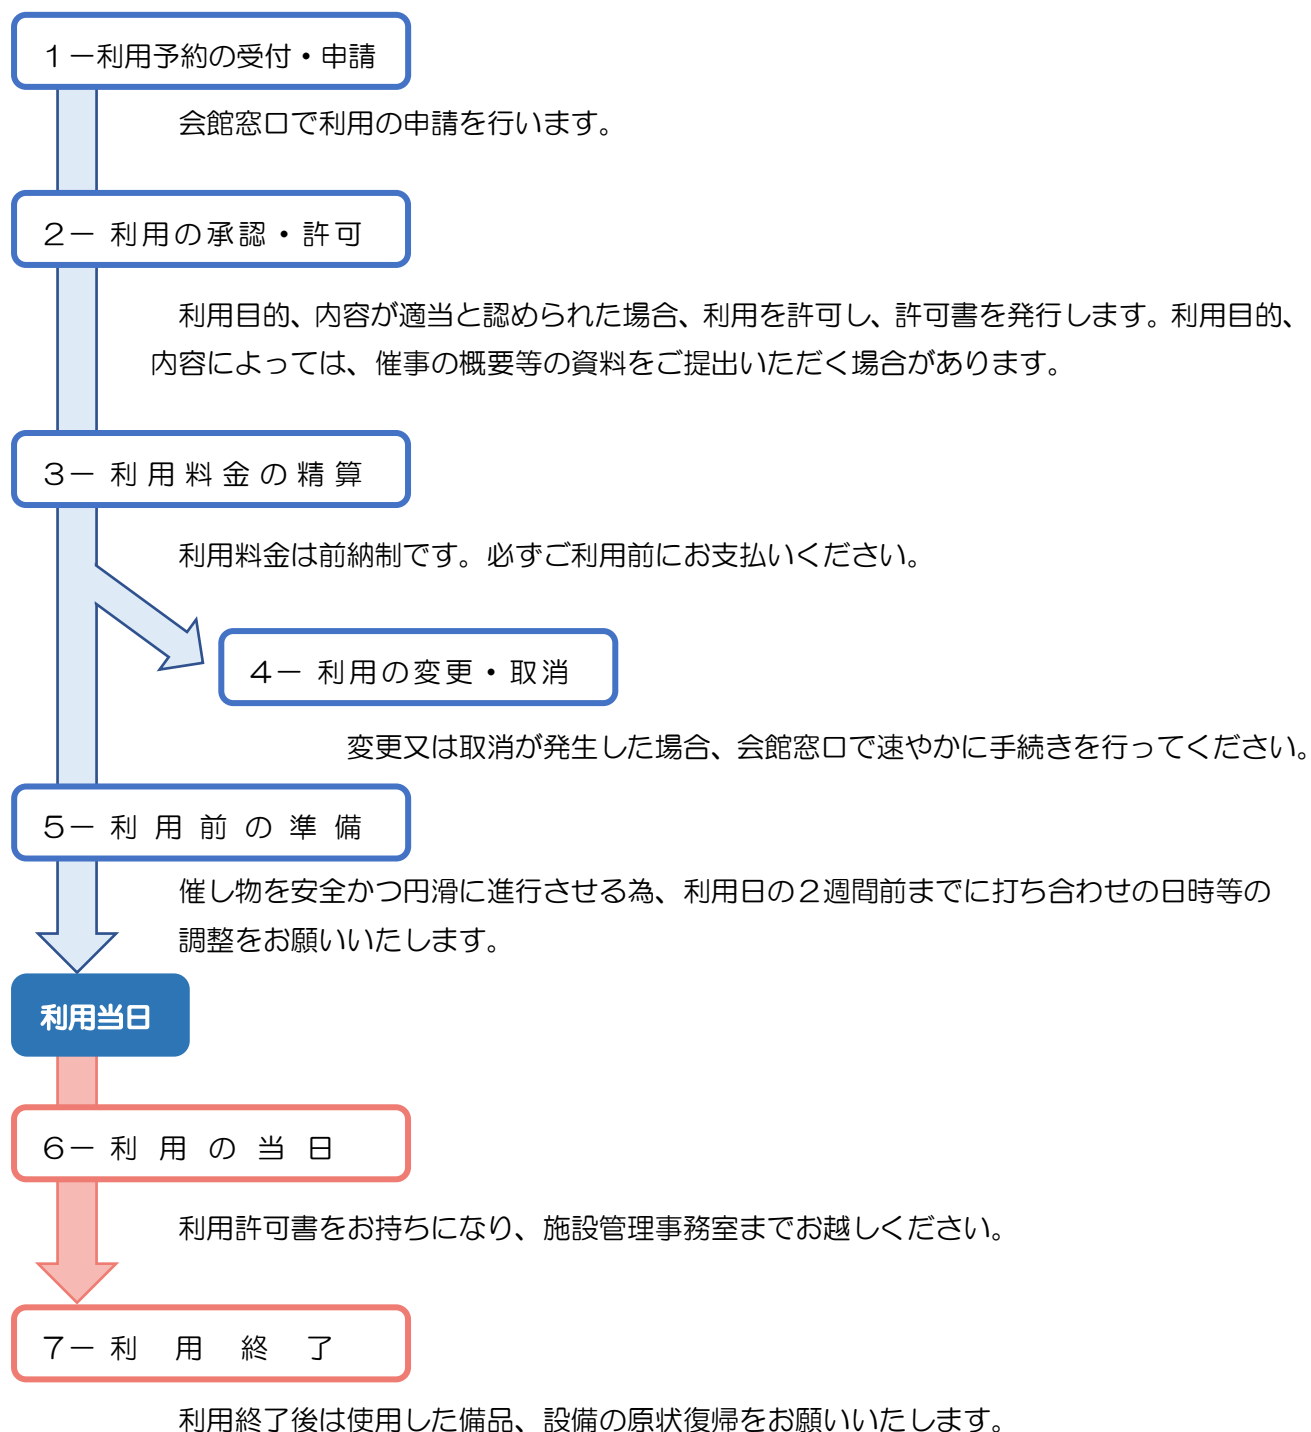 １－利用予約の受付・申請
会館窓口で利用の申請を行います。
２－ 利用の承認・許可
利用目的、内容が適当と認められた場合、利用を許可し、許可書を発行します。利用目的、
内容によっては、催事の概要等の資料をご提出いただく場合があります。
３－ 利用料金の精算
利用料金は前納制です。必ずご利用前にお支払いください。
４－ 利用の変更・取消
変更又は取消が発生した場合、会館窓口で速やかに手続きを行ってください。
５－ 利用前の準備
催し物を安全かつ円滑に進行させる為、利用日の２週間前までに打ち合わせの日時等の
調整をお願いいたします。
利用当日
６－ 利用の当日
利用許可書をお持ちになり、施設管理事務室までお越しください。
７－ 利用終了
利用終了後は使用した備品、設備の原状復帰をお願いいたします。